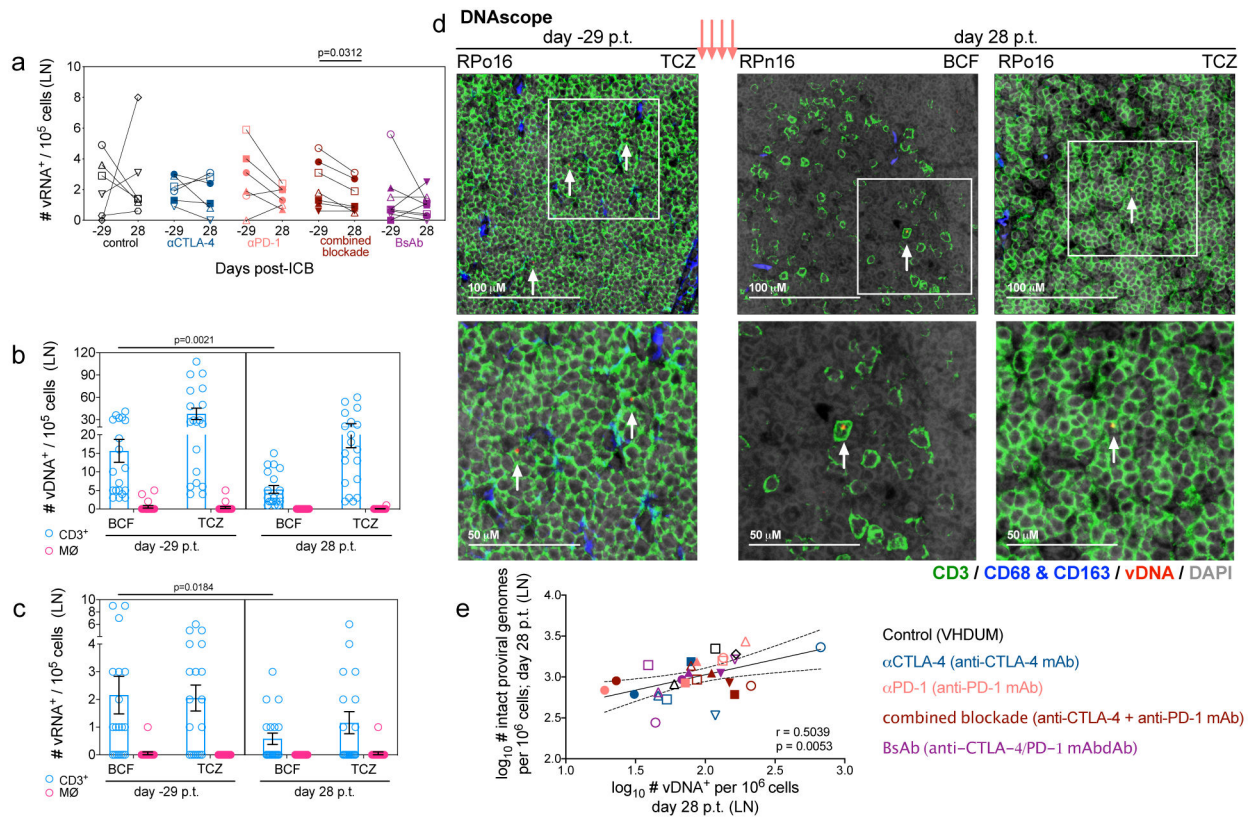 a
p=0.0312
# vRNA+ / 10⁵ cells (LN)
10
8
6
4
2
0
-29 28 -29 28 -29 28 -29 28 -29 28
control αCTLA-4 αPD-1 combined blockade BsAb
Days post-ICB
b
p=0.0021
# vDNA⁺ / 10⁵ cells (LN)
120
90
60
30
20
15
10
5
0
BCF TCZ BCF TCZ
CD3⁺
MØ
day -29 p.t. day 28 p.t.
c
p=0.0184
# vRNA⁺ / 10⁵ cells (LN)
10
8
6
4
3
2
1
0
BCF TCZ BCF TCZ
CD3⁺
MØ
day -29 p.t. day 28 p.t.
d
DNAscope
day -29 p.t. day 28 p.t.
RPo16 TCZ RPn16 BCF RPo16 TCZ
100 μM 100 μM 100 μM
50 μM 50 μM 50 μM
CD3 / CD68 & CD163 / vDNA / DAPI
e
log₁₀ # intact proviral genomes
per 10⁶ cells; day 28 p.t. (LN)
4.0
3.5
3.0
2.5
2.0
r = 0.5039
p = 0.0053
1.0 1.5 2.0 2.5 3.0
log₁₀ # vDNA⁺ per 10⁶ cells
day 28 p.t. (LN)
Control (VHDUM)
αCTLA-4 (anti-CTLA-4 mAb)
αPD-1 (anti-PD-1 mAb)
combined blockade (anti-CTLA-4 + anti-PD-1 mAb)
BsAb (anti-CTLA-4/PD-1 mAbdAb)